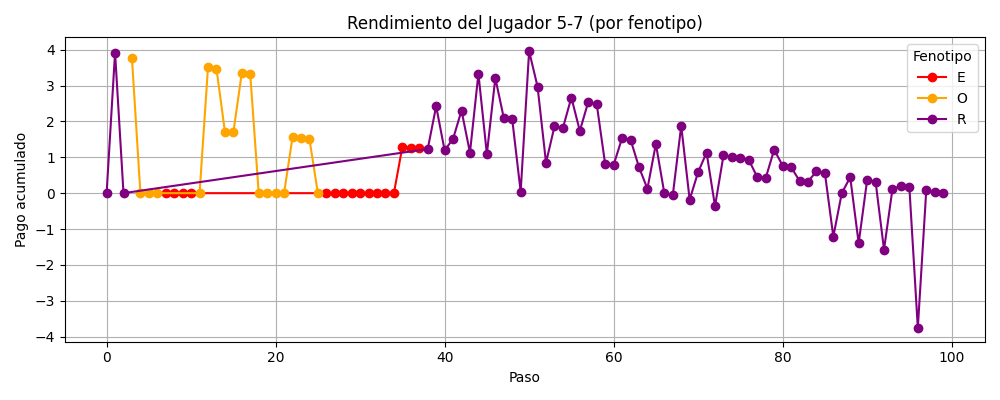 Rendimiento del Jugador 5-7 (por fenotipo)
Pago acumulado
4
3
2
1
0
−1
−2
−3
−4
0 20 40 60 80 100
Paso
Fenotipo
E
O
R